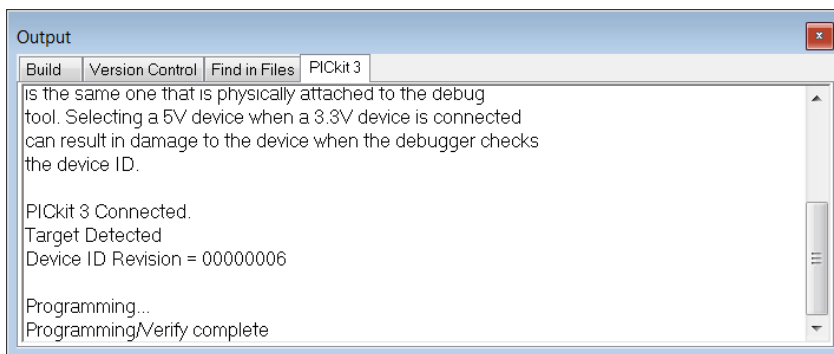 Output
Build Version Control Find in Files PICkit 3
is the same one that is physically attached to the debug
tool. Selecting a 5V device when a 3.3V device is connected
can result in damage to the device when the debugger checks
the device ID.
PICkit 3 Connected.
Target Detected
Device ID Revision = 00000006
Programming...
Programming/Verify complete